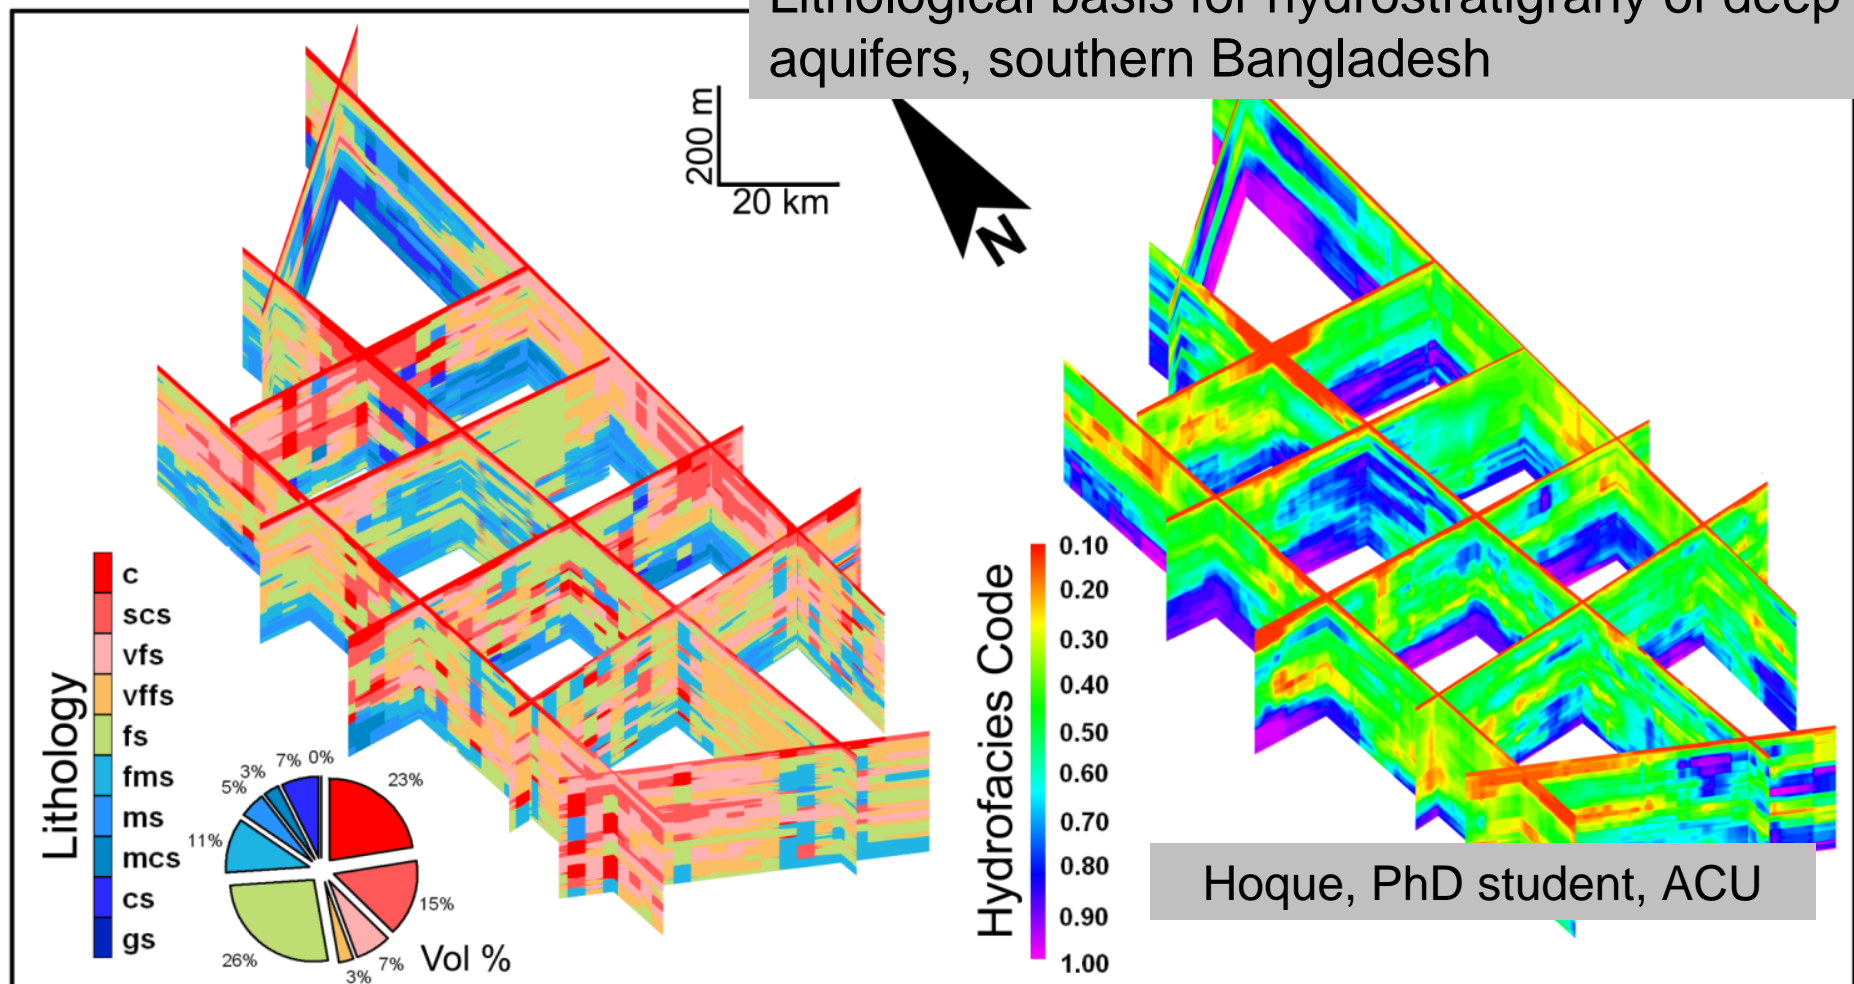 Lithological basis for hydrostratigrahy of deep
aquifers, southern Bangladesh
200 m
20 km
N
Lithology
c
scs
vfs
vffs
fs
fms
ms
mcs
cs
gs
0%
23%
15%
7%
3%
26%
11%
5%
3%
7%
Vol %
Hydrofacies Code
0.10
0.20
0.30
0.40
0.50
0.60
0.70
0.80
0.90
1.00
Hoque, PhD student, ACU